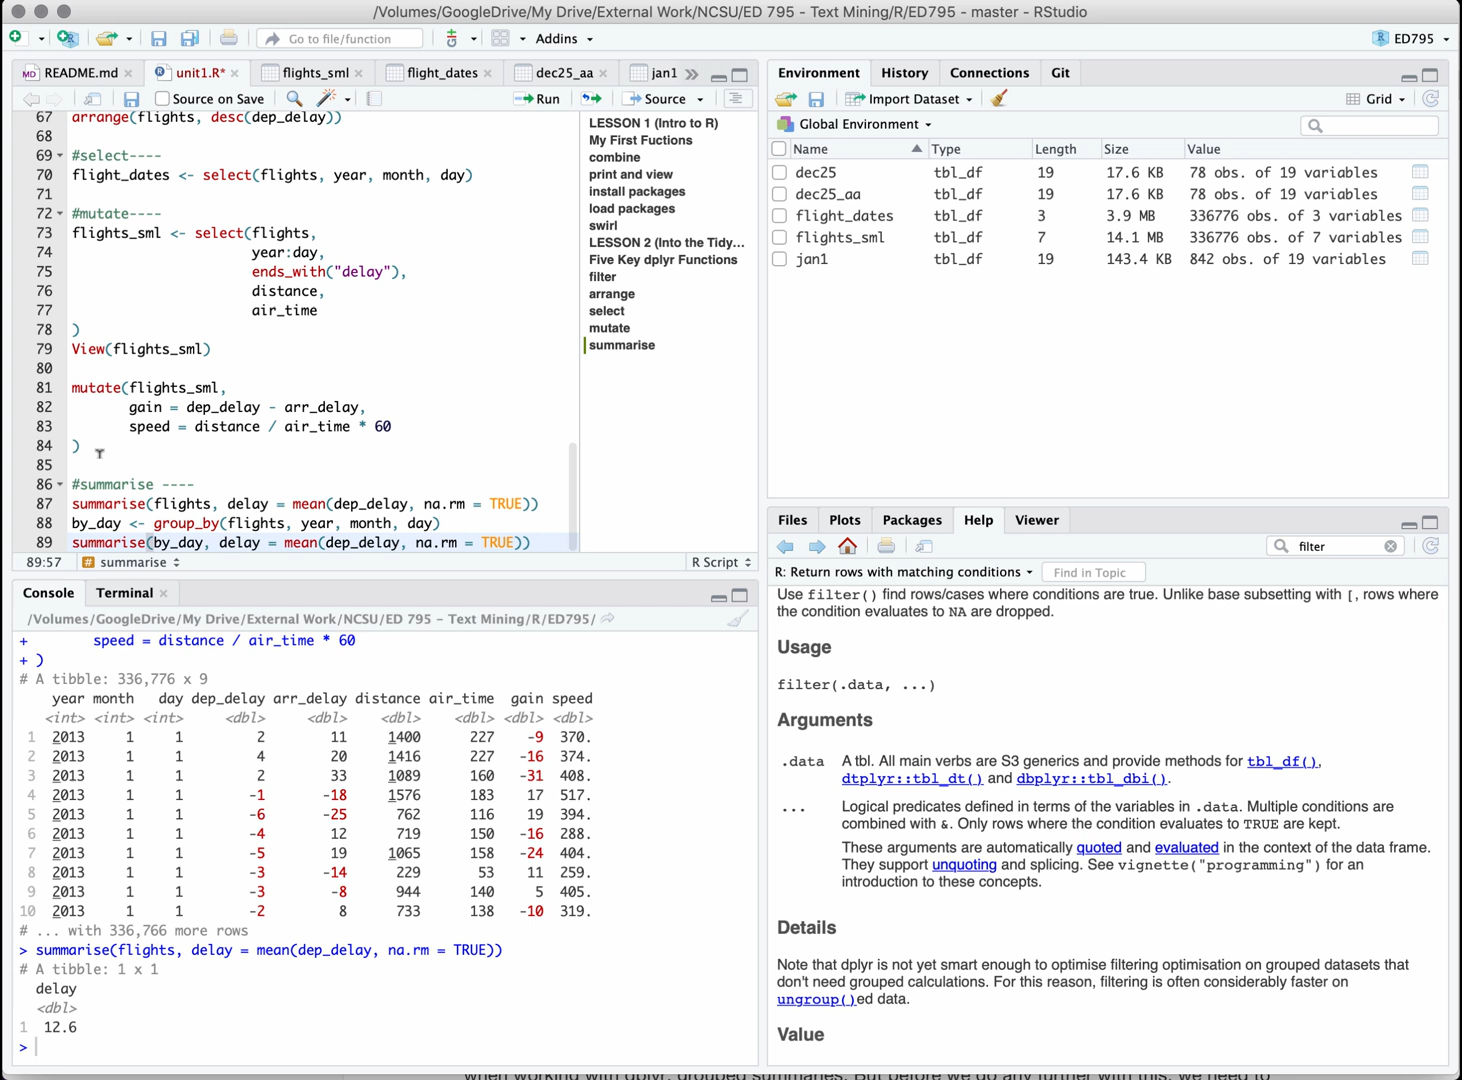 /Volumes/GoogleDrive/My Drive/External Work/NCSU/ED 795 - Text Mining/R/ED795 - master - RStudio
Go to file/function
Addins
ED795
README.md
unit1.R*
flights_sml
flight_dates
dec25_aa
jan1
Source on Save
Run
Source
67 arrange(flights, desc(dep_delay))
68
69 #select----
70 flight_dates <- select(flights, year, month, day)
71
72 #mutate----
73 flights_sml <- select(flights,
74 year:day,
75 ends_with("delay"),
76 distance,
77 air_time
78 )
79 View(flights_sml)
80
81 mutate(flights_sml,
82 gain = dep_delay - arr_delay,
83 speed = distance / air_time * 60
84 )
85
86 #summarise ----
87 summarise(flights, delay = mean(dep_delay, na.rm = TRUE))
88 by_day <- group_by(flights, year, month, day)
89 summarise(by_day, delay = mean(dep_delay, na.rm = TRUE))
89:57 # summarise R Script
LESSON 1 (Intro to R)
My First Fuctions
combine
print and view
install packages
load packages
swirl
LESSON 2 (Into the Tidy...
Five Key dplyr Functions
filter
arrange
select
mutate
summarise
Console Terminal
/Volumes/GoogleDrive/My Drive/External Work/NCSU/ED 795 - Text Mining/R/ED795/
+ speed = distance / air_time * 60
+ )
# A tibble: 336,776 x 9
year month day dep_delay arr_delay distance air_time gain speed
<int> <int> <int> <dbl> <dbl> <dbl> <dbl> <dbl> <dbl>
1 2013 1 1 2 11 1400 227 -9 370.
2 2013 1 1 4 20 1416 227 -16 374.
3 2013 1 1 2 33 1089 160 -31 408.
4 2013 1 1 -1 -18 1576 183 17 517.
5 2013 1 1 -6 -25 762 116 19 394.
6 2013 1 1 -4 12 719 150 -16 288.
7 2013 1 1 -5 19 1065 158 -24 404.
8 2013 1 1 -3 -14 229 53 11 259.
9 2013 1 1 -3 -8 944 140 5 405.
10 2013 1 1 -2 8 733 138 -10 319.
# ... with 336,766 more rows
> summarise(flights, delay = mean(dep_delay, na.rm = TRUE))
# A tibble: 1 x 1
delay
<dbl>
1 12.6
>
Environment History Connections Git
Import Dataset Grid
Global Environment
Name Type Length Size Value
dec25 tbl_df 19 17.6 KB 78 obs. of 19 variables
dec25_aa tbl_df 19 17.6 KB 78 obs. of 19 variables
flight_dates tbl_df 3 3.9 MB 336776 obs. of 3 variables
flights_sml tbl_df 7 14.1 MB 336776 obs. of 7 variables
jan1 tbl_df 19 143.4 KB 842 obs. of 19 variables
Files Plots Packages Help Viewer
filter
R: Return rows with matching conditions Find in Topic
Use filter() find rows/cases where conditions are true. Unlike base subsetting with [, rows where
the condition evaluates to NA are dropped.
Usage
filter(.data, ...)
Arguments
.data A tbl. All main verbs are S3 generics and provide methods for tbl_df(),
dtplyr::tbl_dt() and dbplyr::tbl_dbi().
... Logical predicates defined in terms of the variables in .data. Multiple conditions are
combined with &. Only rows where the condition evaluates to TRUE are kept.
These arguments are automatically quoted and evaluated in the context of the data frame.
They support unquoting and splicing. See vignette("programming") for an
introduction to these concepts.
Details
Note that dplyr is not yet smart enough to optimise filtering optimisation on grouped datasets that
don't need grouped calculations. For this reason, filtering is often considerably faster on
ungroup()ed data.
Value
when working with dplyr, grouped summaries. But before we go any further with this, we need to